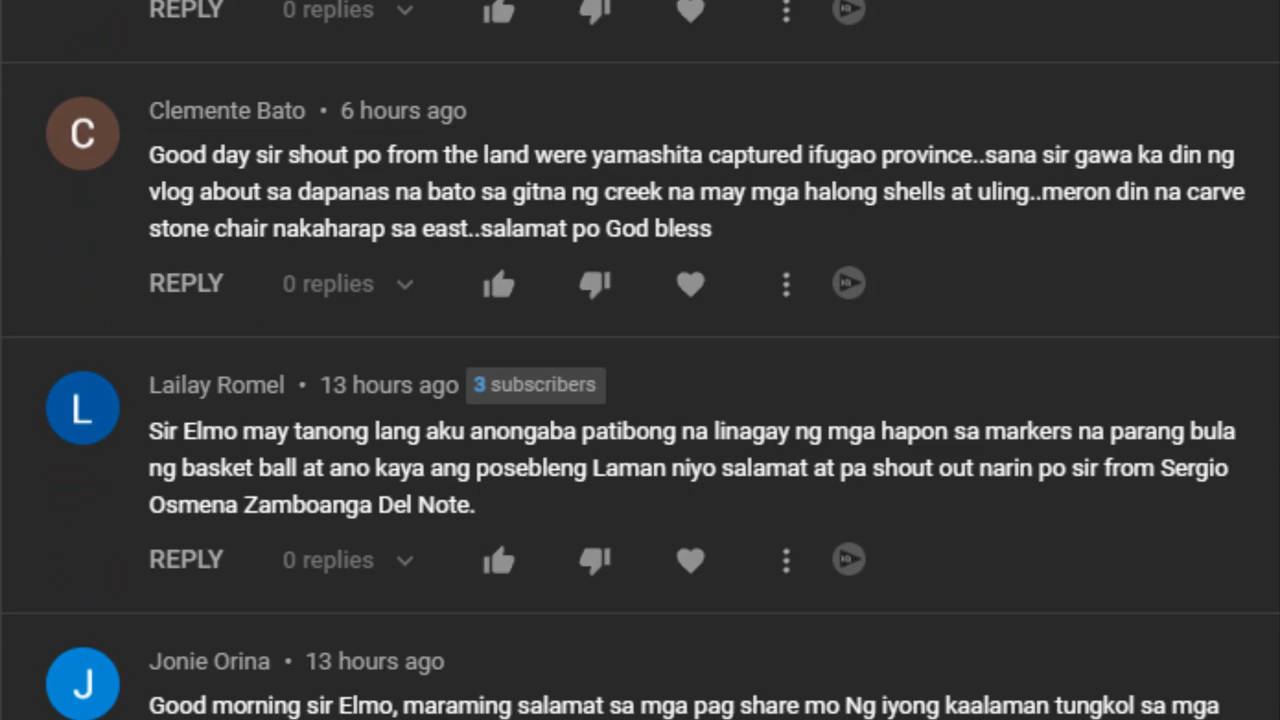 REPLY 0 replies
Clemente Bato • 6 hours ago
C
Good day sir shout po from the land were yamashita captured ifugao province..sana sir gawa ka din ng
vlog about sa dapanas na bato sa gitna ng creek na may mga halong shells at uling..meron din na carve
stone chair nakaharap sa east..salamat po God bless
REPLY 0 replies
Lailay Romel • 13 hours ago 3 subscribers
L
Sir Elmo may tanong lang aku anongaba patibong na linagay ng mga hapon sa markers na parang bula
ng basket ball at ano kaya ang posebleng Laman niyo salamat at pa shout out narin po sir from Sergio
Osmena Zamboanga Del Note.
REPLY 0 replies
Jonie Orina • 13 hours ago
J
Good morning sir Elmo, maraming salamat sa mga pag share mo Ng iyong kaalaman tungkol sa mga